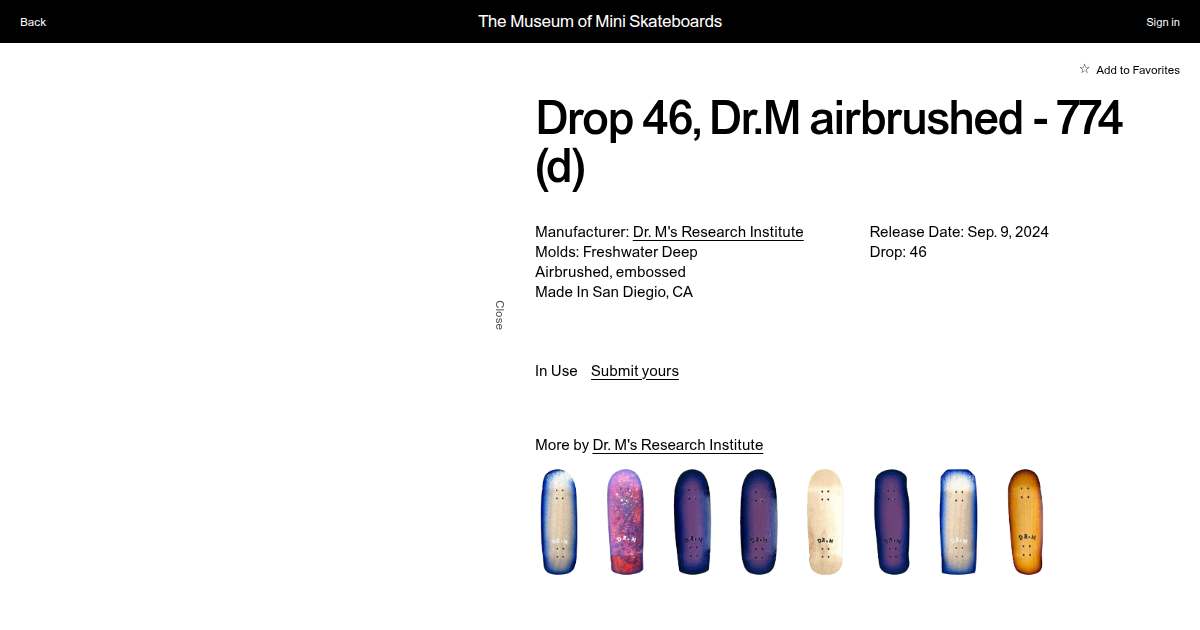 Back
The Museum of Mini Skateboards
Sign in
☆ Add to Favorites
Drop 46, Dr.M airbrushed - 774
(d)
Manufacturer: Dr. M's Research Institute
Molds: Freshwater Deep
Airbrushed, embossed
Made In San Diegio, CA
Release Date: Sep. 9, 2024
Drop: 46
Close
In Use
Submit yours
More by Dr. M's Research Institute